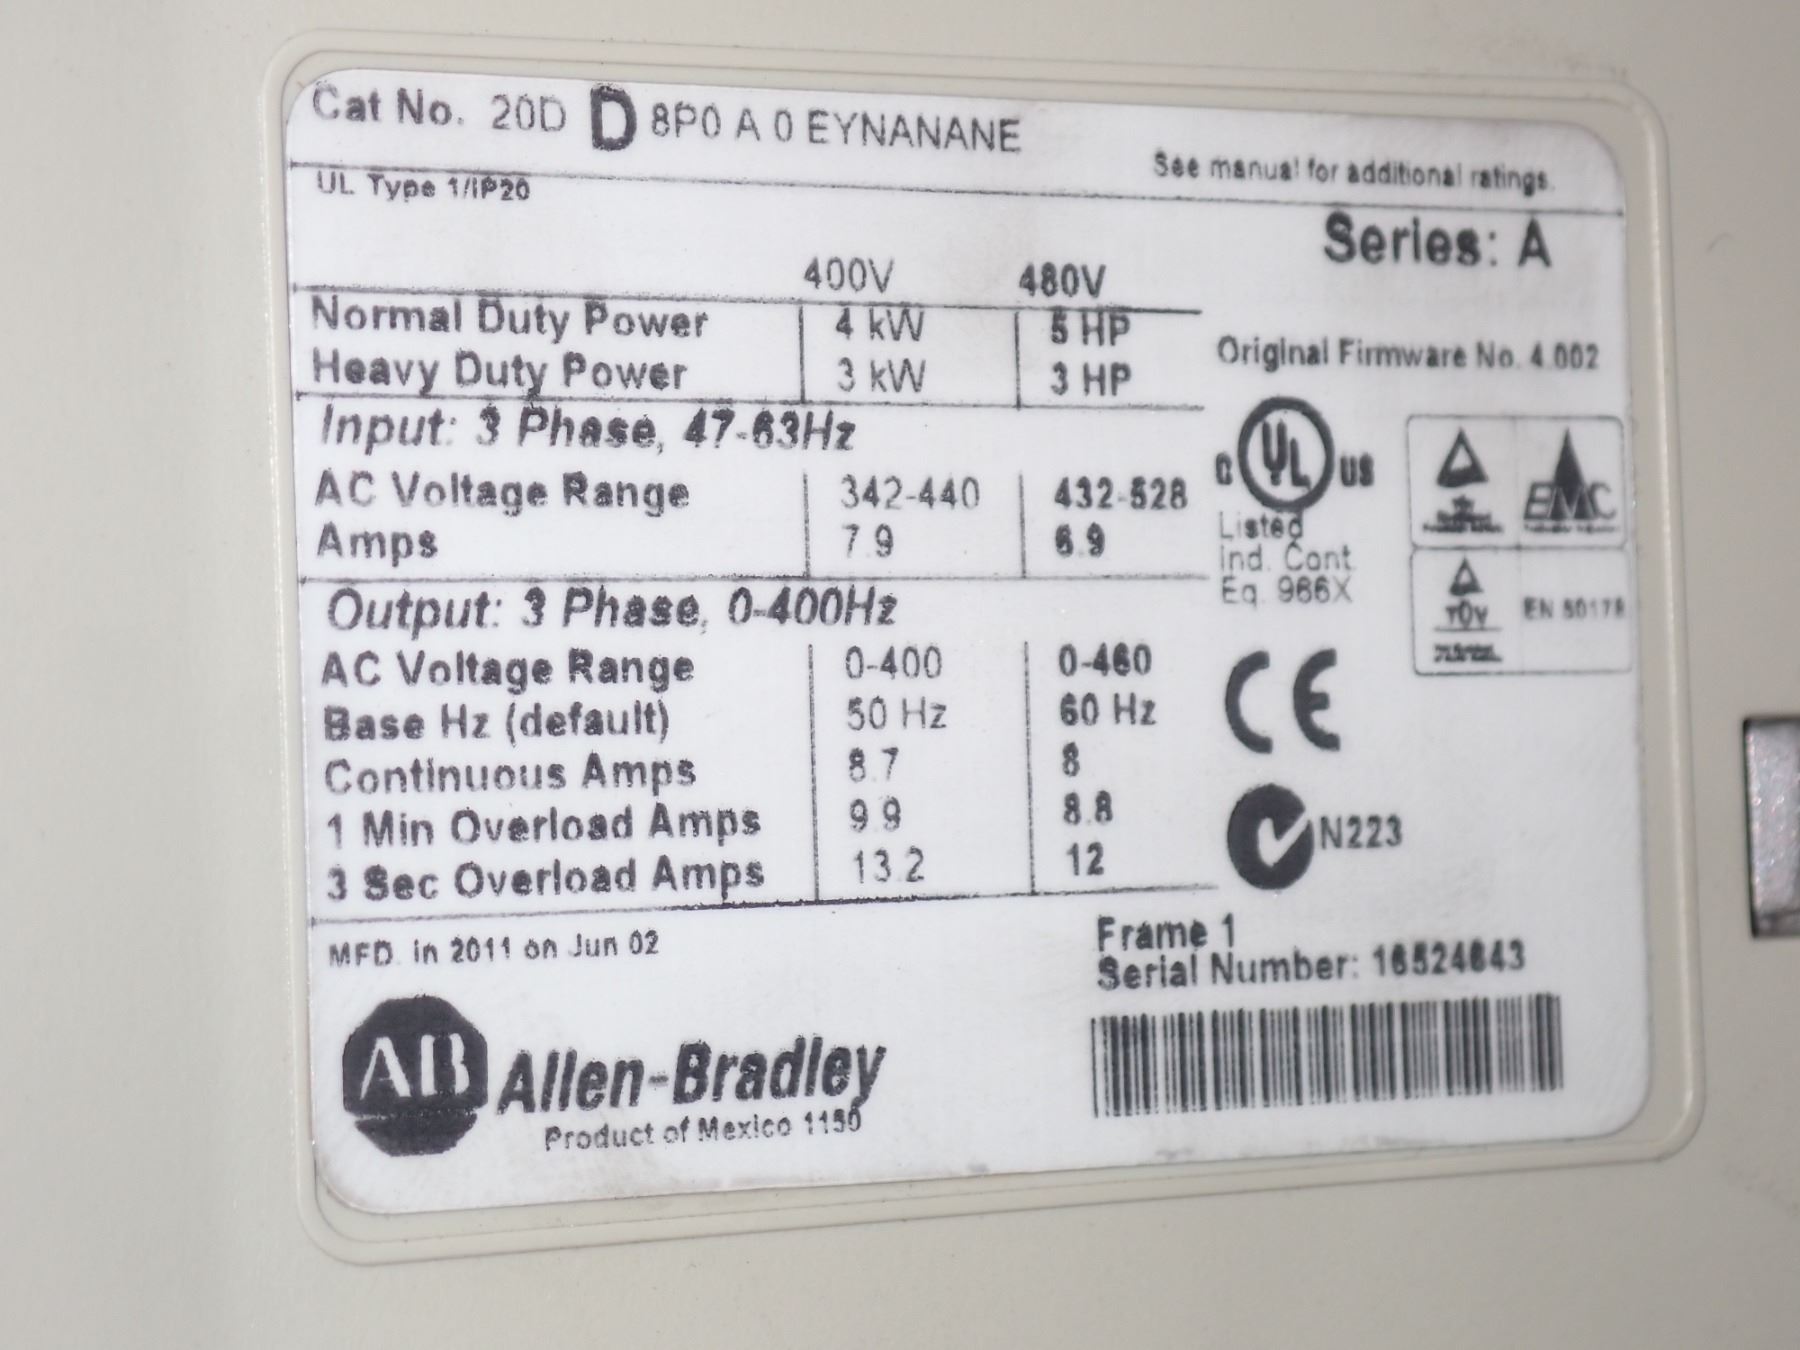 Cat No. 20D D 8P0 A 0 EYNANANE
See manual for additional ratings.
UL Type 1/IP20
Series: A
400V 480V
Normal Duty Power 4 kW 5 HP
Heavy Duty Power 3 kW 3 HP
Original Firmware No. 4.002
Input: 3 Phase, 47-63Hz
AC Voltage Range 342-440 432-528
Amps 7.9 6.9
C UL US
Listed
Ind. Cont.
Eq. 966X
EMC
TÜV
EN 50178
Output: 3 Phase, 0-400Hz
AC Voltage Range 0-400 0-460
Base Hz (default) 50 Hz 60 Hz
Continuous Amps 8.7 8
1 Min Overload Amps 9.9 8.8
3 Sec Overload Amps 13.2 12
CE
N223
MFD. in 2011 on Jun 02
Frame 1
Serial Number: 16524643
AB Allen-Bradley
Product of Mexico 1150